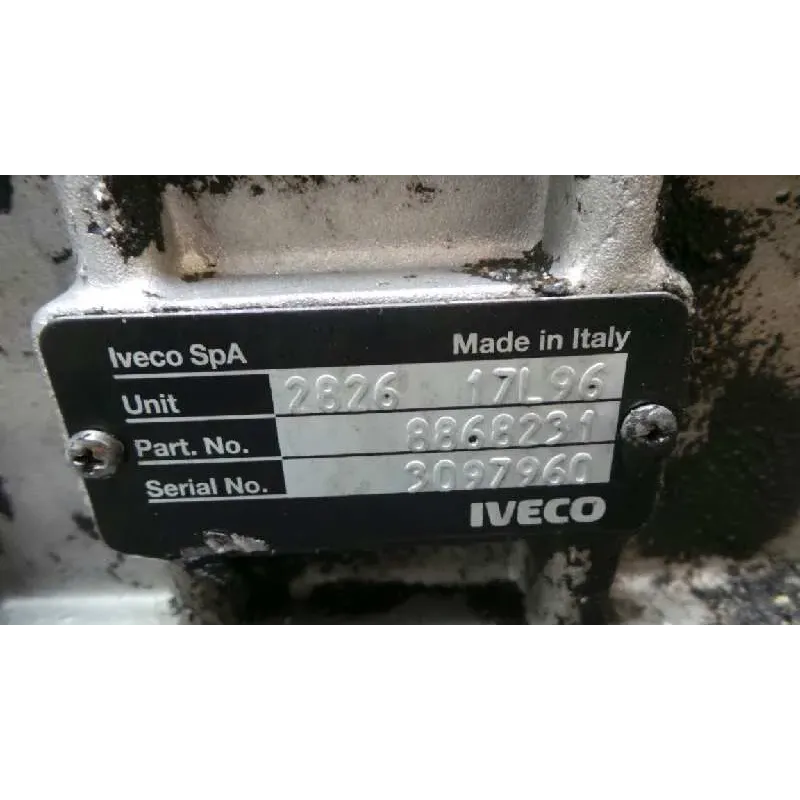 Iveco SpA Made in Italy
Unit 2826 17L96
Part. No. 8868231
Serial No. 3097960
IVECO